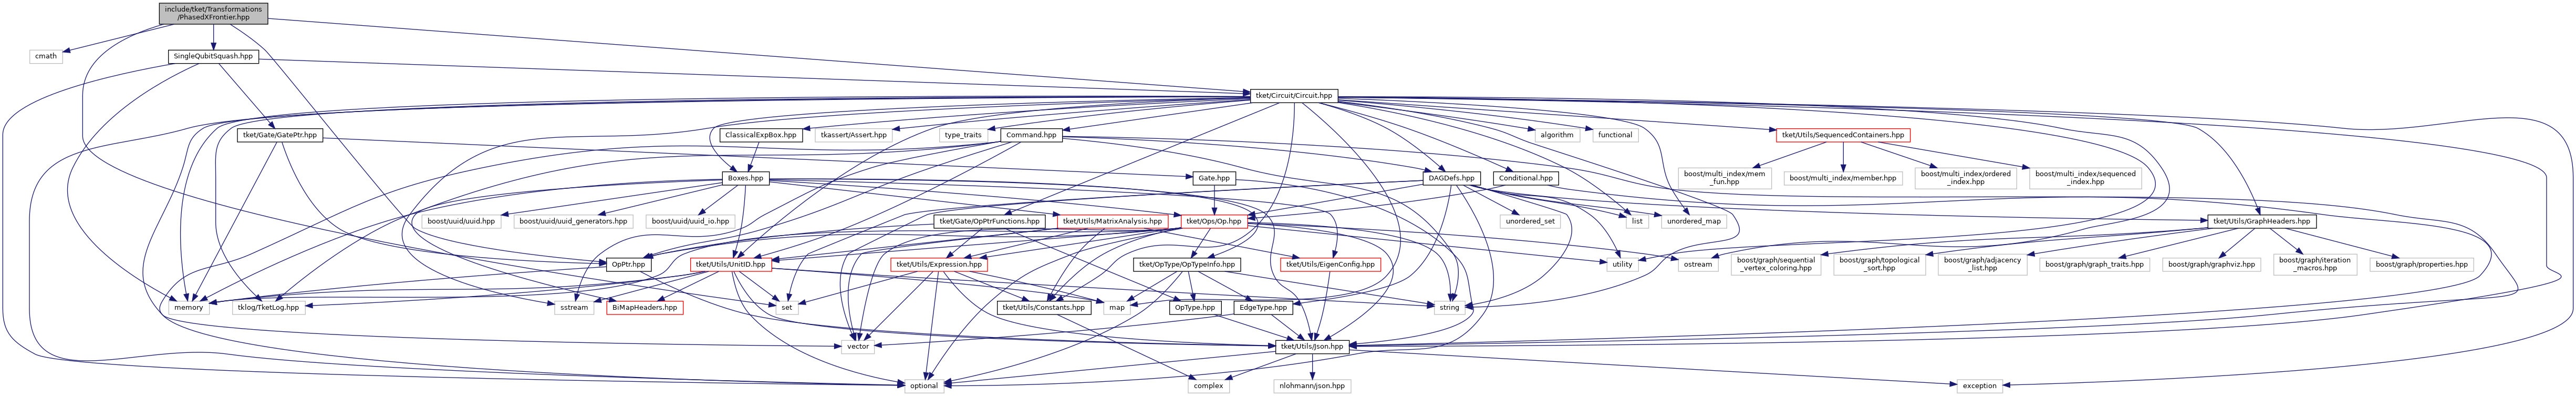 include/tket/Transformations
/PhasedXFrontier.hpp
cmath
SingleQubitSquash.hpp
tket/Circuit/Circuit.hpp
tket/Gate/GatePtr.hpp
ClassicalExpBox.hpp
tkassert/Assert.hpp
type_traits
Command.hpp
algorithm
functional
tket/Utils/SequencedContainers.hpp
Boxes.hpp
Gate.hpp
DAGDefs.hpp
Conditional.hpp
boost/multi_index/mem
_fun.hpp
boost/multi_index/member.hpp
boost/multi_index/ordered
_index.hpp
boost/multi_index/sequenced
_index.hpp
boost/uuid/uuid.hpp
boost/uuid/uuid_generators.hpp
boost/uuid/uuid_io.hpp
tket/Gate/OpPtrFunctions.hpp
tket/Utils/MatrixAnalysis.hpp
tket/Ops/Op.hpp
unordered_set
list
unordered_map
tket/Utils/GraphHeaders.hpp
OpPtr.hpp
tket/Utils/UnitID.hpp
tket/Utils/Expression.hpp
tket/OpType/OpTypeInfo.hpp
tket/Utils/EigenConfig.hpp
utility
ostream
boost/graph/sequential
_vertex_coloring.hpp
boost/graph/topological
_sort.hpp
boost/graph/adjacency
_list.hpp
boost/graph/graph_traits.hpp
boost/graph/graphviz.hpp
boost/graph/iteration
_macros.hpp
boost/graph/properties.hpp
memory
tklog/TketLog.hpp
sstream
BiMapHeaders.hpp
set
tket/Utils/Constants.hpp
map
OpType.hpp
EdgeType.hpp
string
vector
tket/Utils/Json.hpp
optional
complex
nlohmann/json.hpp
exception